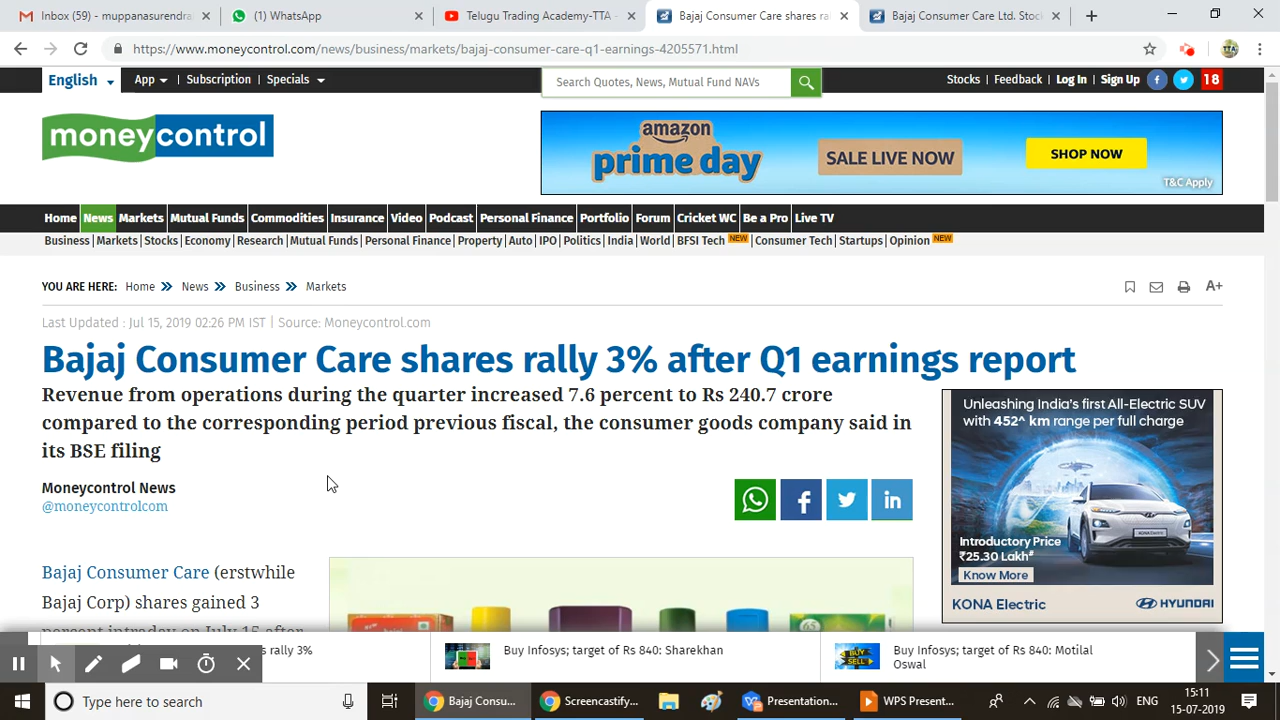 Inbox (59) - muppanasurendra
(1) WhatsApp
Telugu Trading Academy-TTA -
Bajaj Consumer Care shares ral
Bajaj Consumer Care Ltd. Stock
https://www.moneycontrol.com/news/business/markets/bajaj-consumer-care-q1-earnings-4205571.html
English App Subscription Specials
Search Quotes, News, Mutual Fund NAVs
Stocks | Feedback | Log In | Sign Up 18
moneycontrol
amazon
prime day
SALE LIVE NOW
SHOP NOW
T&C Apply
Home News Markets Mutual Funds Commodities Insurance Video Podcast Personal Finance Portfolio Forum Cricket WC Be a Pro Live TV
Business | Markets | Stocks | Economy | Research | Mutual Funds | Personal Finance | Property | Auto | IPO | Politics | India | World | BFSI Tech NEW | Consumer Tech | Startups | Opinion NEW
YOU ARE HERE: Home News Business Markets
A+
Last Updated : Jul 15, 2019 02:26 PM IST | Source: Moneycontrol.com
Bajaj Consumer Care shares rally 3% after Q1 earnings report
Revenue from operations during the quarter increased 7.6 percent to Rs 240.7 crore
compared to the corresponding period previous fiscal, the consumer goods company said in
its BSE filing
Moneycontrol News
@moneycontrolcom
Unleashing India's first All-Electric SUV
with 452^ km range per full charge
Introductory Price
₹25.30 Lakh#
Know More
KONA Electric HYUNDAI
Bajaj Consumer Care (erstwhile
Bajaj Corp) shares gained 3
percent intraday on July 15 after
s rally 3%
Buy Infosys; target of Rs 840: Sharekhan
BUY
SELL
Buy Infosys; target of Rs 840: Motilal
Oswal
Type here to search
Bajaj Consu...
Screencastify...
Presentation...
WPS Present...
ENG
15:11
15-07-2019